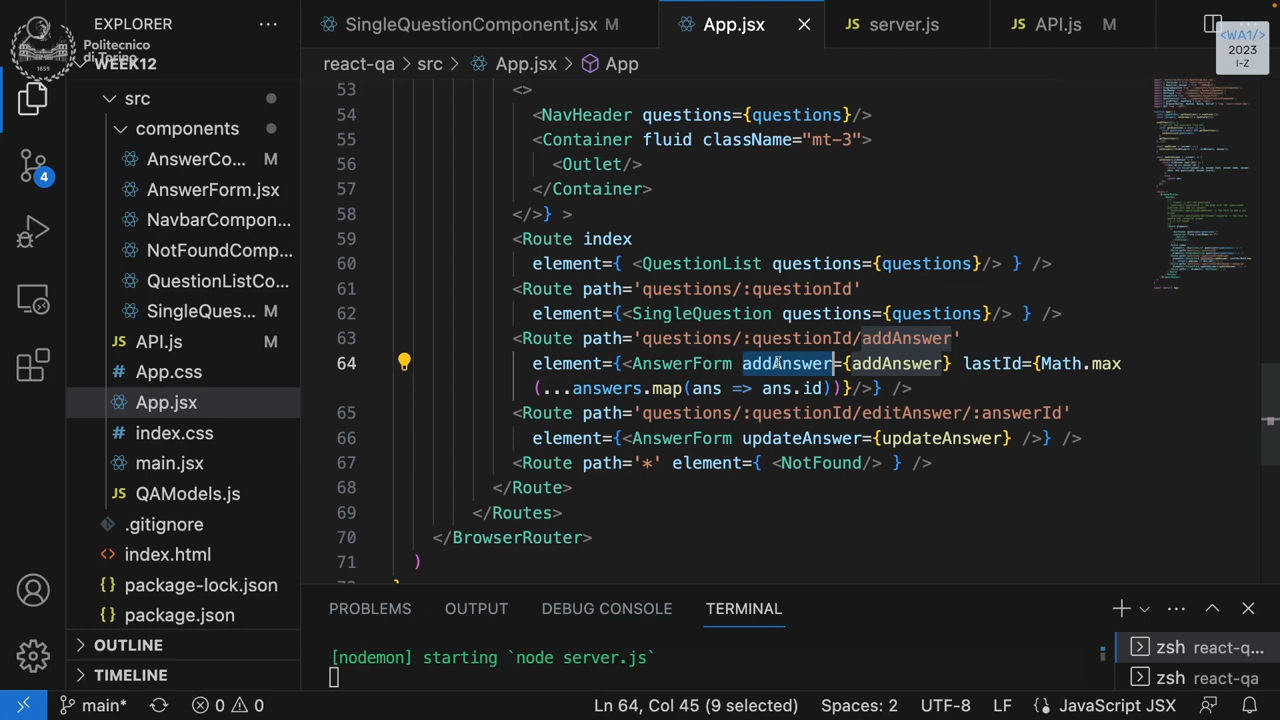 EXPLORER
Politecnico
di Torino
1859
WEEK12
src
components
AnswerCo... M
AnswerForm.jsx
NavbarCompon...
NotFoundComp...
QuestionListCo...
SingleQues... M
API.js M
App.css
App.jsx
index.css
main.jsx
QAModels.js
.gitignore
index.html
package-lock.json
package.json
OUTLINE
TIMELINE
4
SingleQuestionComponent.jsx M
App.jsx
server.js
API.js M
<WA1/>
2023
I-Z
react-qa > src > App.jsx > App
53 <>
54 <NavHeader questions={questions}/>
55 <Container fluid className="mt-3">
56 <Outlet/>
57 </Container>
58 </> }
59 <Route index
60 element={ <QuestionList questions={questions}/> } />
61 <Route path='questions/:questionId'
62 element={<SingleQuestion questions={questions}/> } />
63 <Route path='questions/:questionId/addAnswer'
64 element={<AnswerForm addAnswer={addAnswer} lastId={Math.max
(...answers.map(ans => ans.id))}/>} />
65 <Route path='questions/:questionId/editAnswer/:answerId'
66 element={<AnswerForm updateAnswer={updateAnswer} />} />
67 <Route path='*' element={ <NotFound/> } />
68 </Route>
69 </Routes>
70 </BrowserRouter>
71 )
PROBLEMS OUTPUT DEBUG CONSOLE TERMINAL
[nodemon] starting `node server.js`
zsh react-q...
zsh react-qa
main* 0 0 Ln 64, Col 45 (9 selected) Spaces: 2 UTF-8 LF {} JavaScript JSX